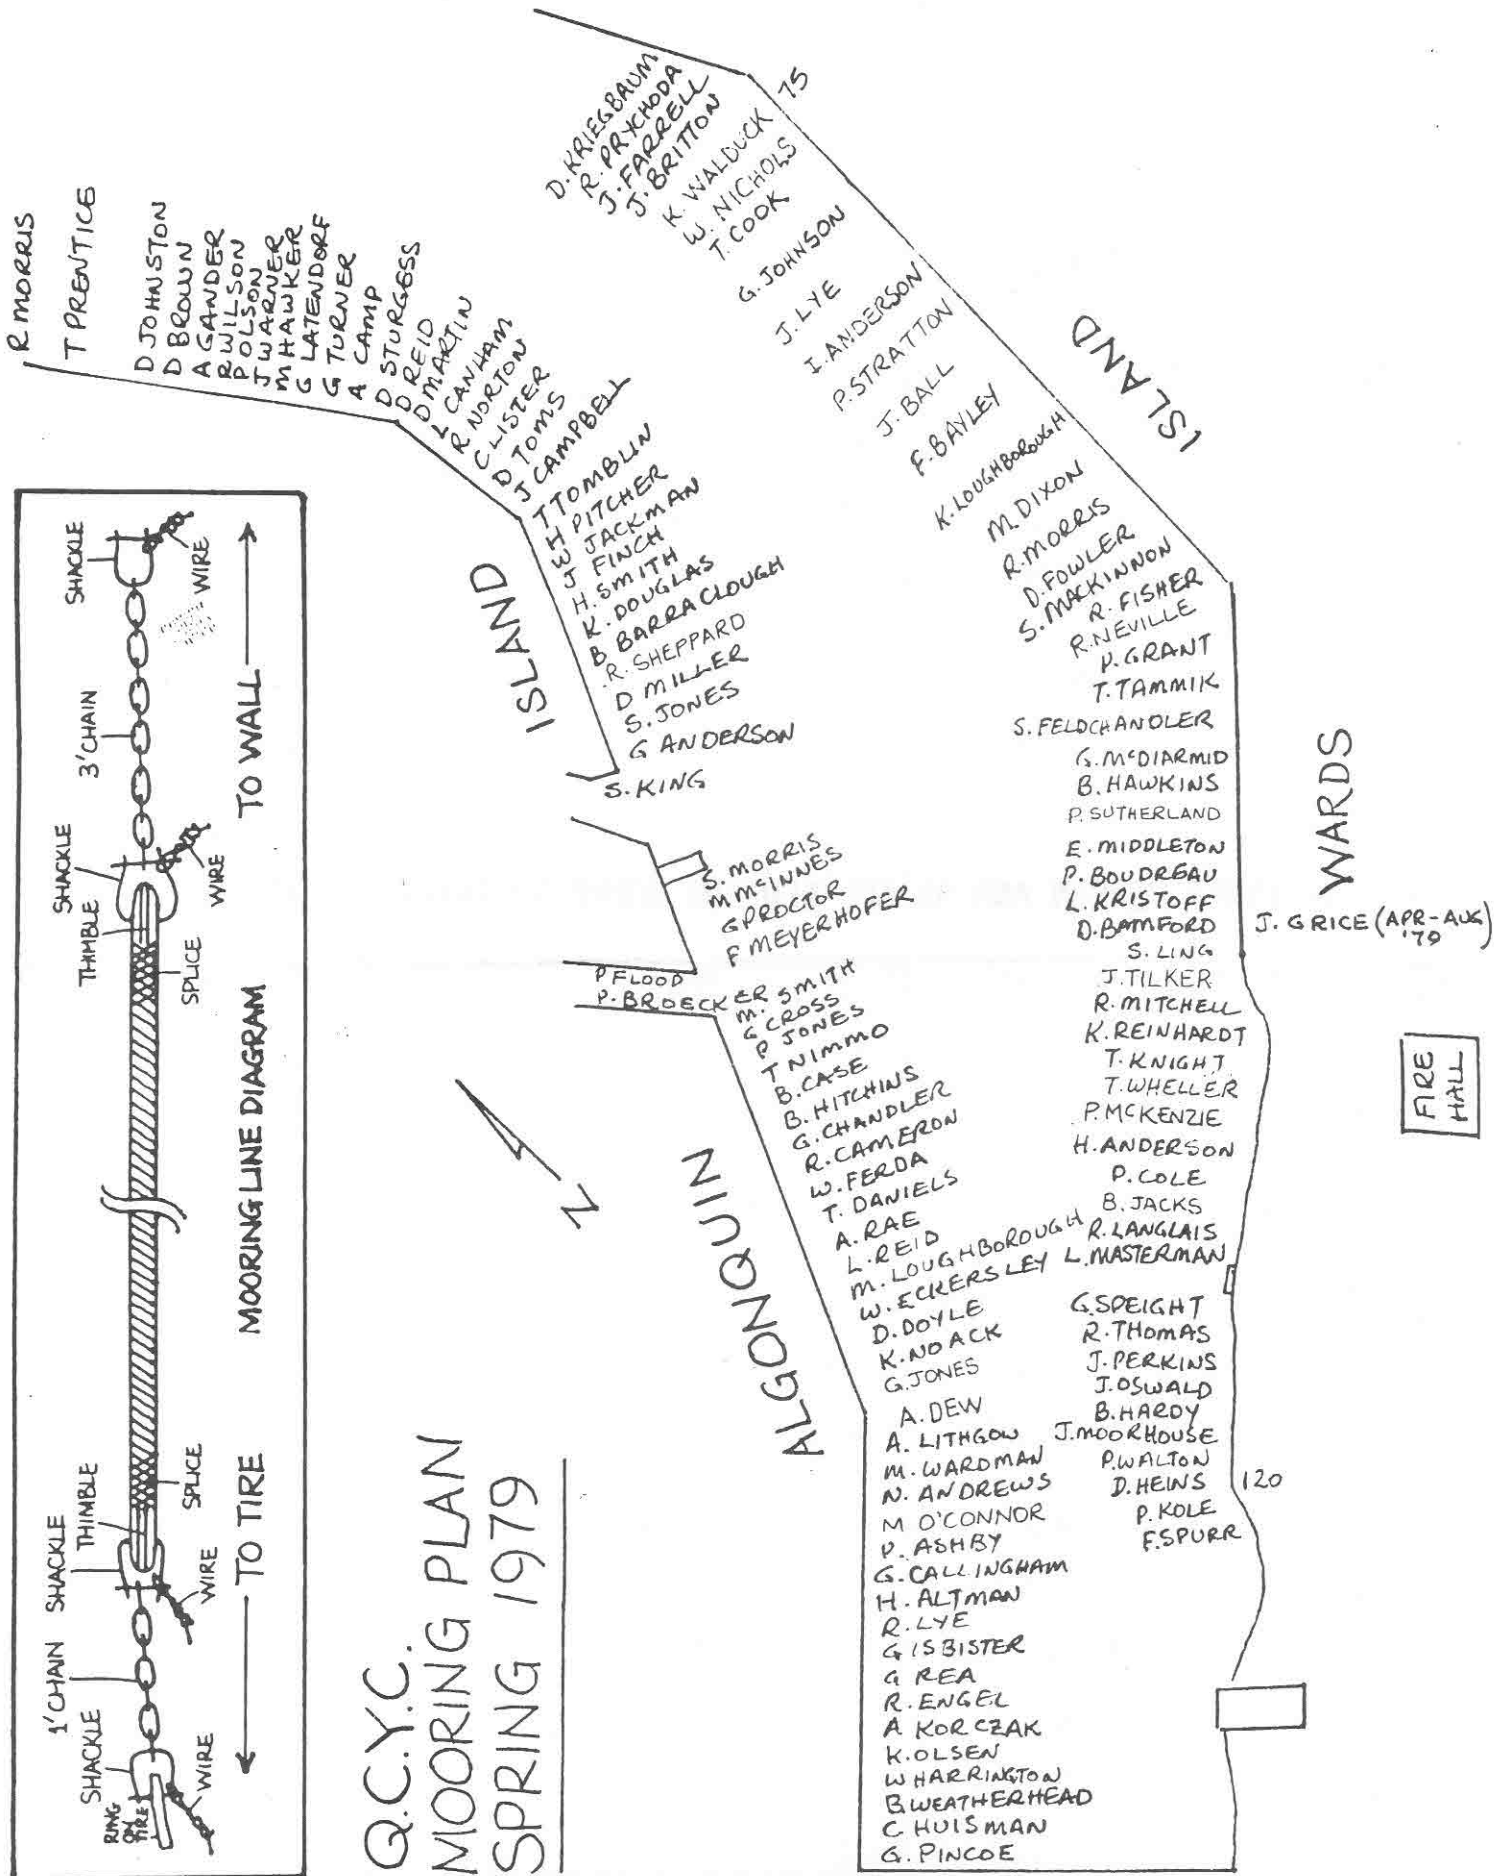 R MORRIS
T PRENTICE
D JOHNSTON
D BROWN
A GANDER
R WILSON
P OLSON
J WARNER
M HAWKER
G LATENDORF
G TURNER
A CAMP
D STURGESS
D REID
D MARTIN
CANHAM
R NORTON
C LISTER
D TOMS
J CAMPBELL
T TOMBLIN
H PITCHER
W JACKMAN
J FINCH
H. SMITH
K. DOUGLAS
B BARRACLOUGH
R. SHEPPARD
D MILLER
S. JONES
G ANDERSON
S. KING
ISLAND
D. KRIEGBAUM
R. PRYCHODA
J. FARRELL
J. BRITTON
K. WALDUCK
75
W. NICHOLS
T. COOK
G. JOHNSON
J. LYE
I. ANDERSON
P. STRATTON
J. BALL
F. BAYLEY
K. LOUGHBOROUGH
M. DIXON
R. MORRIS
D. FOWLER
S. MACKINNON
R. FISHER
R. NEVILLE
P. GRANT
T. TAMMIK
S. FELDCHANDLER
G. McDIARMID
B. HAWKINS
P. SUTHERLAND
E. MIDDLETON
P. BOUDREAU
L. KRISTOFF
D. BAMFORD
J. GRICE (APR-AUG
'79)
S. LING
J. TILKER
R. MITCHELL
K. REINHARDT
T. KNIGHT
T. WHELLER
P. MCKENZIE
H. ANDERSON
P. COLE
B. JACKS
R. LANGLAIS
L. MASTERMAN
G. SPEIGHT
R. THOMAS
J. PERKINS
J. OSWALD
B. HARDY
J. MOORHOUSE
P. WALTON
D. HEINS
120
P. KOLE
F. SPURR
WARDS
ISLAND
FIRE
HALL
S. MORRIS
M McINNES
G PROCTOR
F MEYERHOFER
P FLOOD
P. BROECKER
M. SMITH
G CROSS
P JONES
T NIMMO
B. CASE
B. HITCHINS
G. CHANDLER
R. CAMERON
W. FERDA
T. DANIELS
A. RAE
L. REID
M. LOUGHBOROUGH
W. ECKERSLEY
D. DOYLE
K. NOACK
G. JONES
A. DEW
A. LITHGOW
M. WARDMAN
N. ANDREWS
M O'CONNOR
P. ASHBY
G. CALLINGHAM
H. ALTMAN
R. LYE
G ISBISTER
G REA
R. ENGEL
A KORCZAK
K. OLSEN
W HARRINGTON
B WEATHERHEAD
C HUISMAN
G. PINCOE
ALGONQUIN
N
Q.C.Y.C.
MOORING PLAN
SPRING 1979
MOORING LINE DIAGRAM
TO TIRE
TO WALL
RING
ON
TIRE
SHACKLE
WIRE
1' CHAIN
SHACKLE
WIRE
THIMBLE
SPLICE
THIMBLE
SPLICE
SHACKLE
WIRE
3' CHAIN
SHACKLE
WIRE